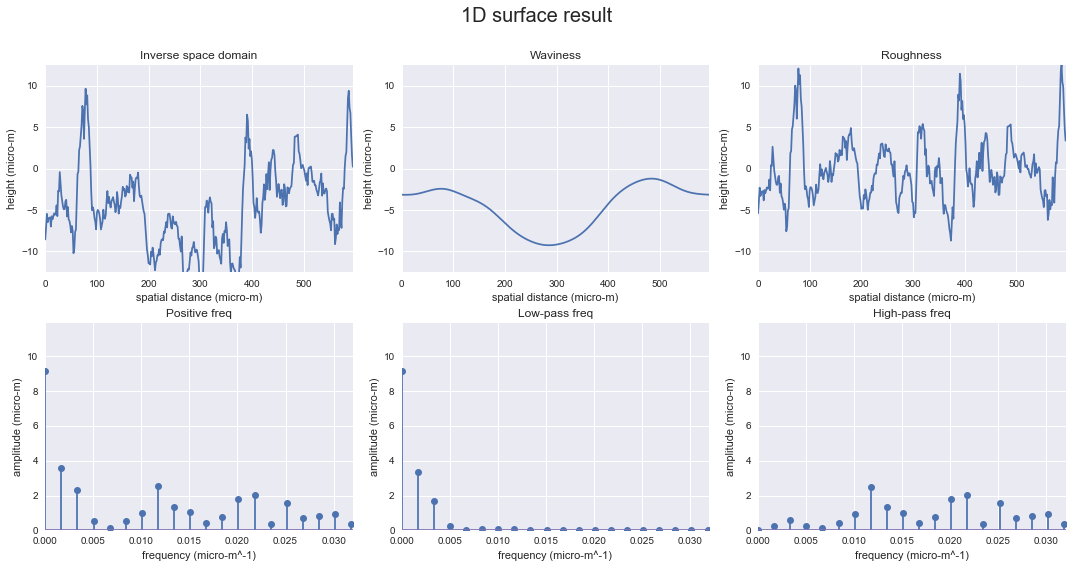 1D surface result
Inverse space domain
Waviness
Roughness
height (micro-m)
10
5
0
−5
−10
0 100 200 300 400 500
spatial distance (micro-m)
height (micro-m)
10
5
0
−5
−10
0 100 200 300 400 500
spatial distance (micro-m)
height (micro-m)
10
5
0
−5
−10
0 100 200 300 400 500
spatial distance (micro-m)
Positive freq
Low-pass freq
High-pass freq
amplitude (micro-m)
10
8
6
4
2
0
0.000 0.005 0.010 0.015 0.020 0.025 0.030
frequency (micro-m^-1)
amplitude (micro-m)
10
8
6
4
2
0
0.000 0.005 0.010 0.015 0.020 0.025 0.030
frequency (micro-m^-1)
amplitude (micro-m)
10
8
6
4
2
0
0.000 0.005 0.010 0.015 0.020 0.025 0.030
frequency (micro-m^-1)